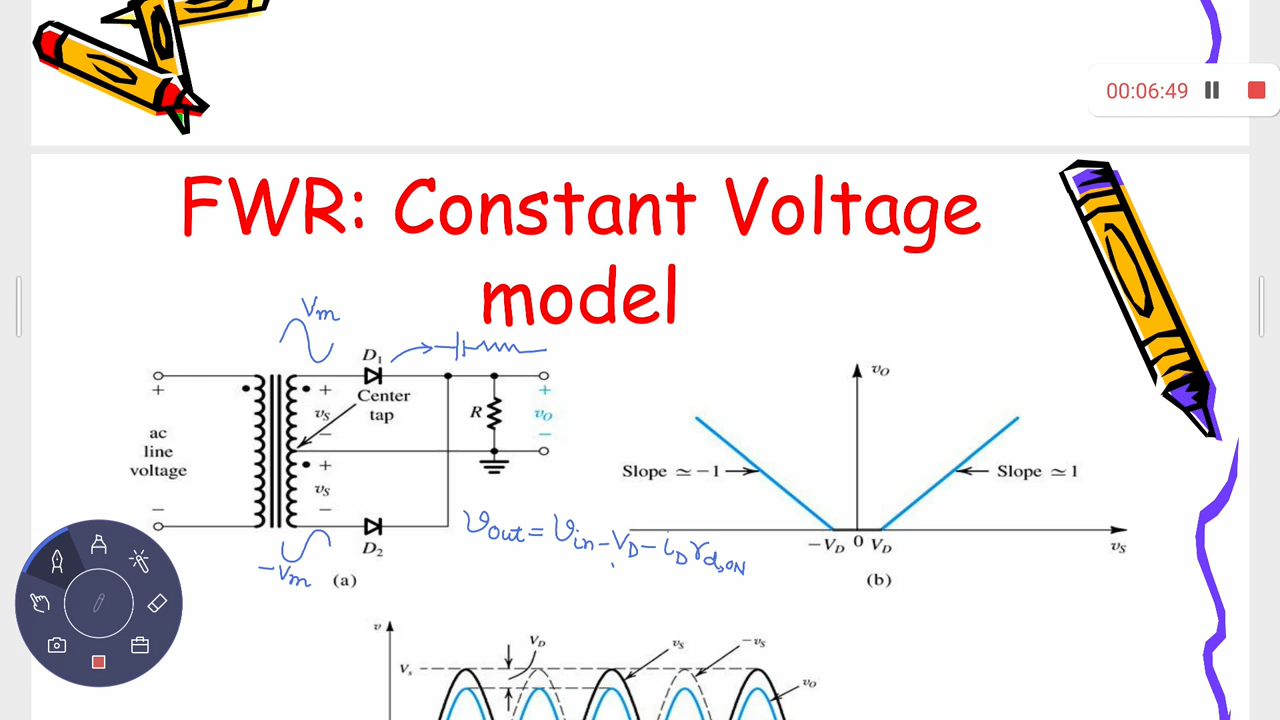 00:06:49
FWR: Constant Voltage
model
Vm
D1
Center
tap
+
vS
−
R
+
vO
−
+
ac
line
voltage
−
+
vS
−
D2
−Vm
(a)
vout = vin − VD − iD rd,ON
vO
Slope ≃ −1
Slope ≃ 1
−VD 0 VD
vS
(b)
v
VD
vS
−vS
Vs
vO